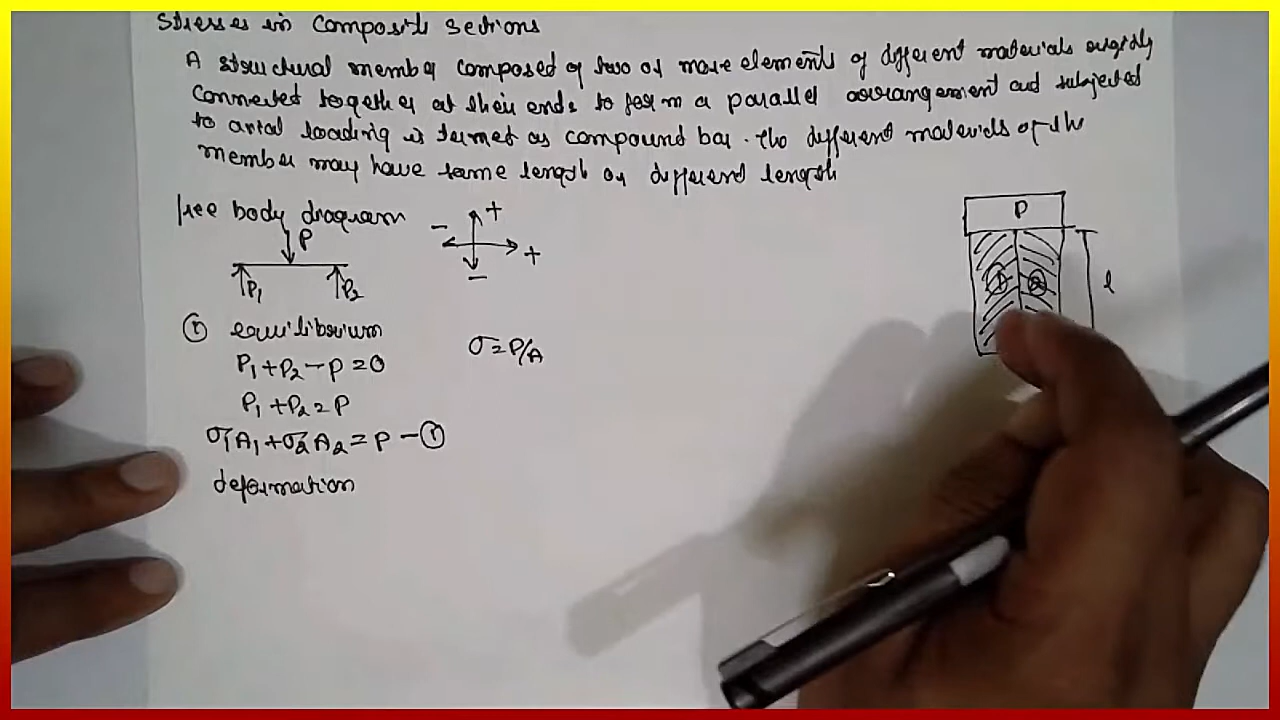 Stresses in composite sections
A structural member composed of two or more elements of different materials rigidly
connected together at their ends to form a parallel arrangement and subjected
to axial loading is termed as compound bar. The different materials of the
member may have same length or different length
free body diagram
P
P1
P2
+
-
+
-
① equilibrium
P1+P2-P=0
P1+P2=P
σ1A1+σ2A2=P-①
deformation
σ=P/A
P
① ②
l